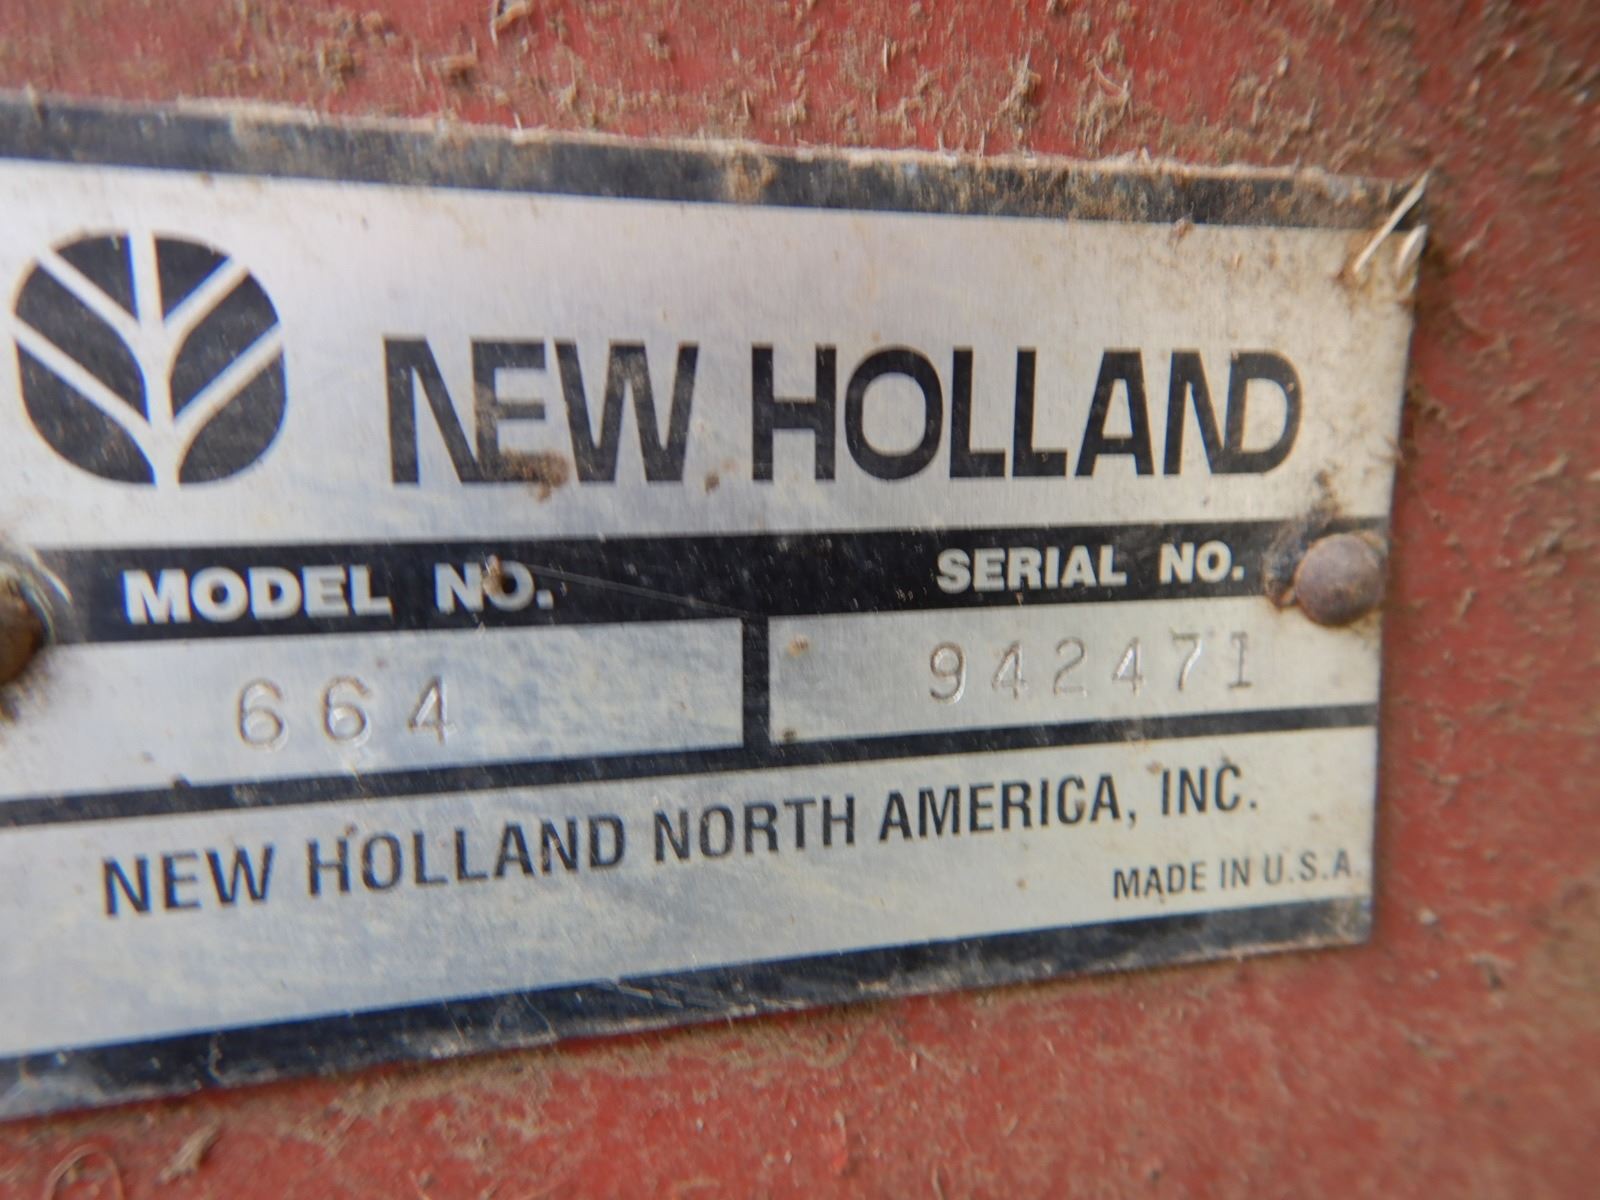 NEW HOLLAND
MODEL NO. SERIAL NO.
664 942471
NEW HOLLAND NORTH AMERICA, INC.
MADE IN U.S.A.